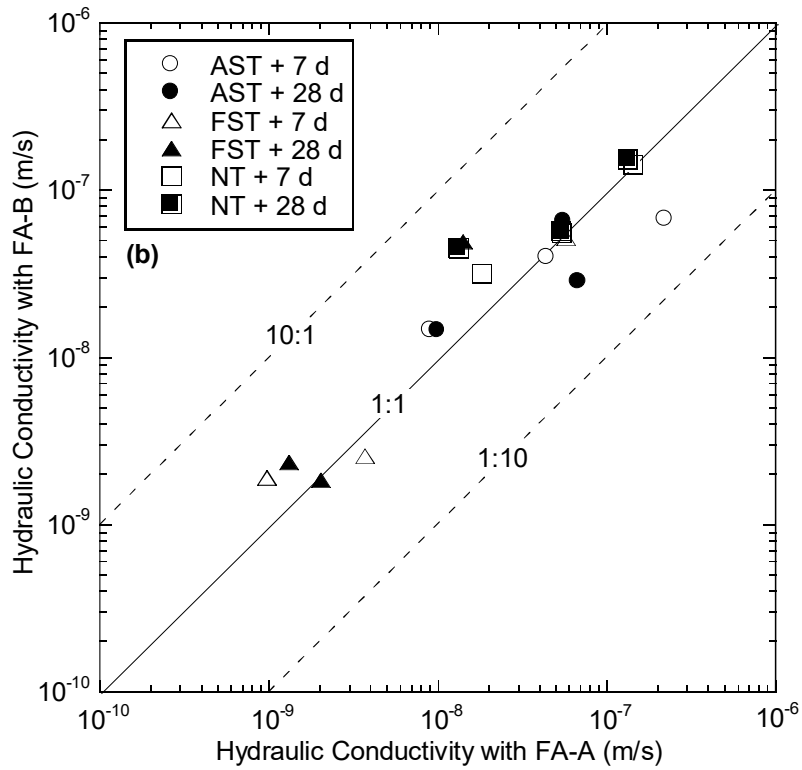 10^-6
10^-7
10^-8
10^-9
10^-10
Hydraulic Conductivity with FA-B (m/s)
AST + 7 d
AST + 28 d
FST + 7 d
FST + 28 d
NT + 7 d
NT + 28 d
(b)
10:1
1:1
1:10
10^-10
10^-9
10^-8
10^-7
10^-6
Hydraulic Conductivity with FA-A (m/s)